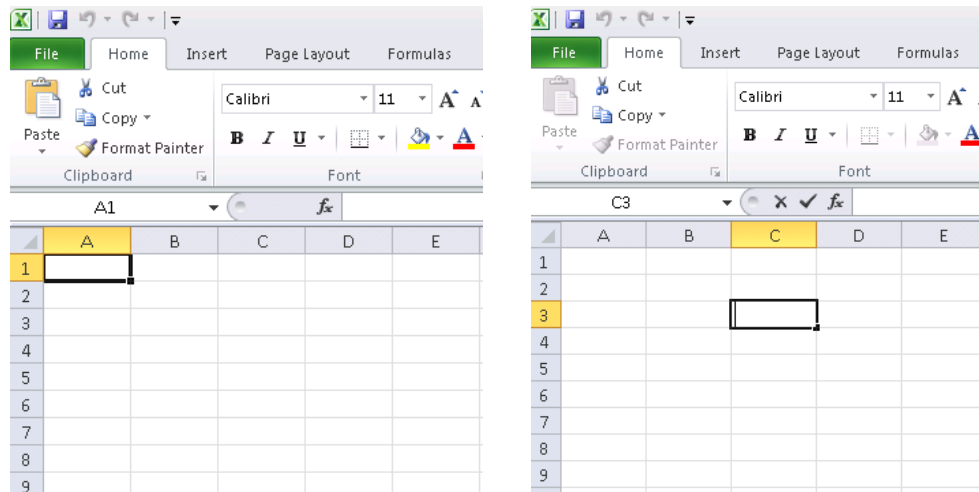 File Home Insert Page Layout Formulas
Cut
Calibri 11 A A
Copy
Paste
B I U A
Format Painter
Clipboard Font
A1 fx
A B C D E
1
2
3
4
5
6
7
8
9
File Home Insert Page Layout Formulas
Cut
Calibri 11 A
Copy
Paste
B I U A
Format Painter
Clipboard Font
C3 fx
A B C D E
1
2
3
4
5
6
7
8
9